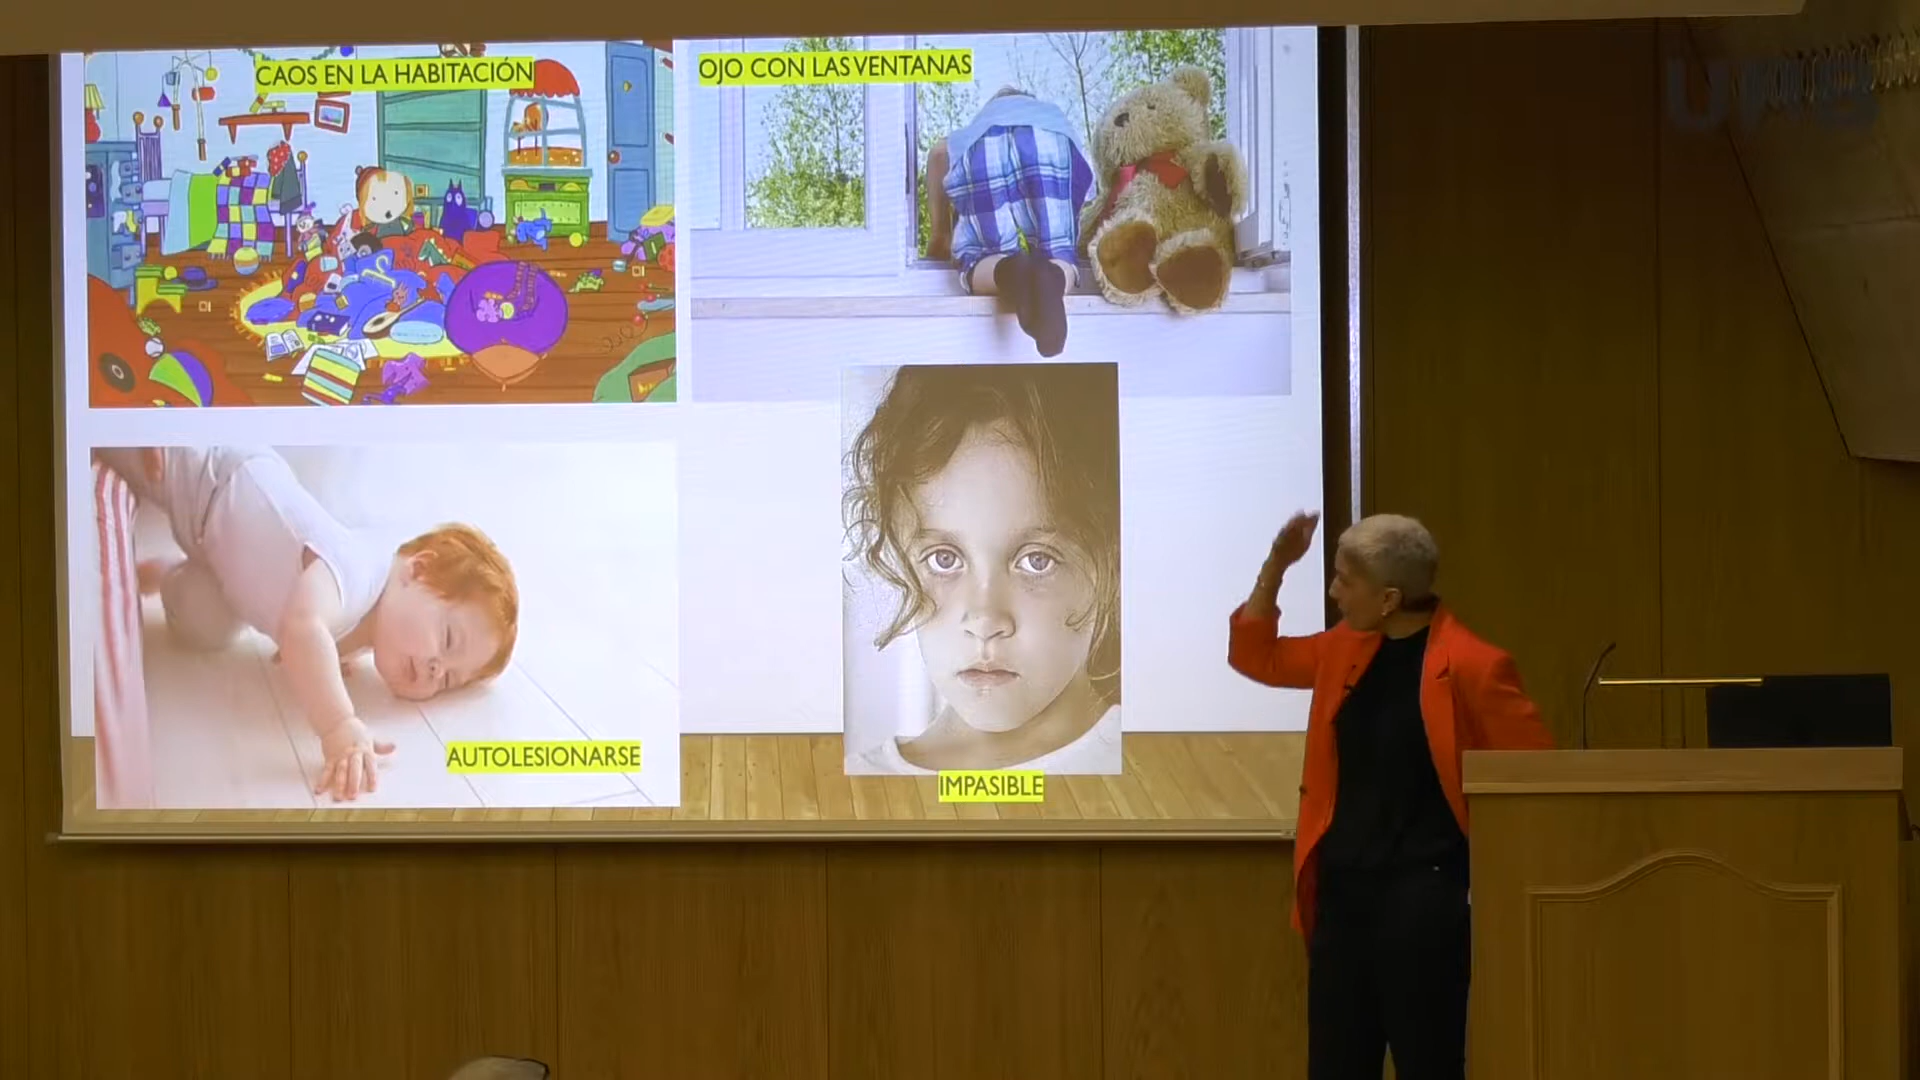 CAOS EN LA HABITACIÓN
OJO CON LAS VENTANAS
AUTOLESIONARSE
IMPASIBLE